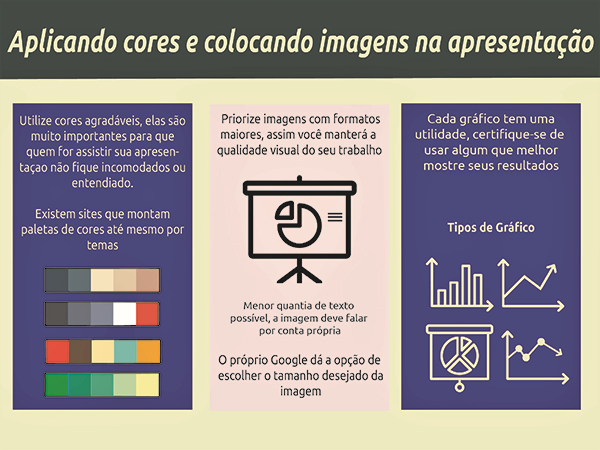 Aplicando cores e colocando imagens na apresentação
Utilize cores agradáveis, elas são
muito importantes para que
quem for assistir sua apresen-
taçao não fique incomodados ou
entendiado.
Existem sites que montam
paletas de cores até mesmo por
temas
Priorize imagens com formatos
maiores, assim você manterá a
qualidade visual do seu trabalho
Menor quantia de texto
possível, a imagem deve falar
por conta própria
O próprio Google dá a opção de
escolher o tamanho desejado da
imagem
Cada gráfico tem uma
utilidade, certifique-se de
usar algum que melhor
mostre seus resultados
Tipos de Gráfico